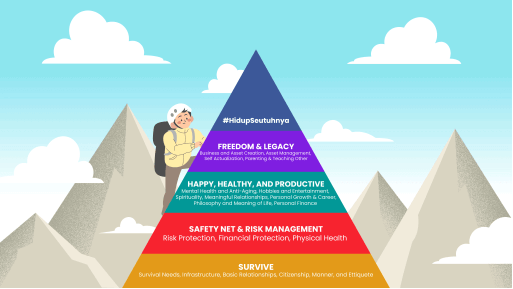 #HidupSeutuhnya
FREEDOM & LEGACY
Business and Asset Creation, Asset Management,
Self Actualization, Parenting & Teaching Other
HAPPY, HEALTHY, AND PRODUCTIVE
Mental Health and Anti-Aging, Hobbies and Entertainment,
Spirituality, Meaningful Relationships, Personal Growth & Career,
Philosophy and Meaning of Life, Personal Finance
SAFETY NET & RISK MANAGEMENT
Risk Protection, Financial Protection, Physical Health
SURVIVE
Survival Needs, Infrastructure, Basic Relationships, Citizenship, Manner, and Ettiquete